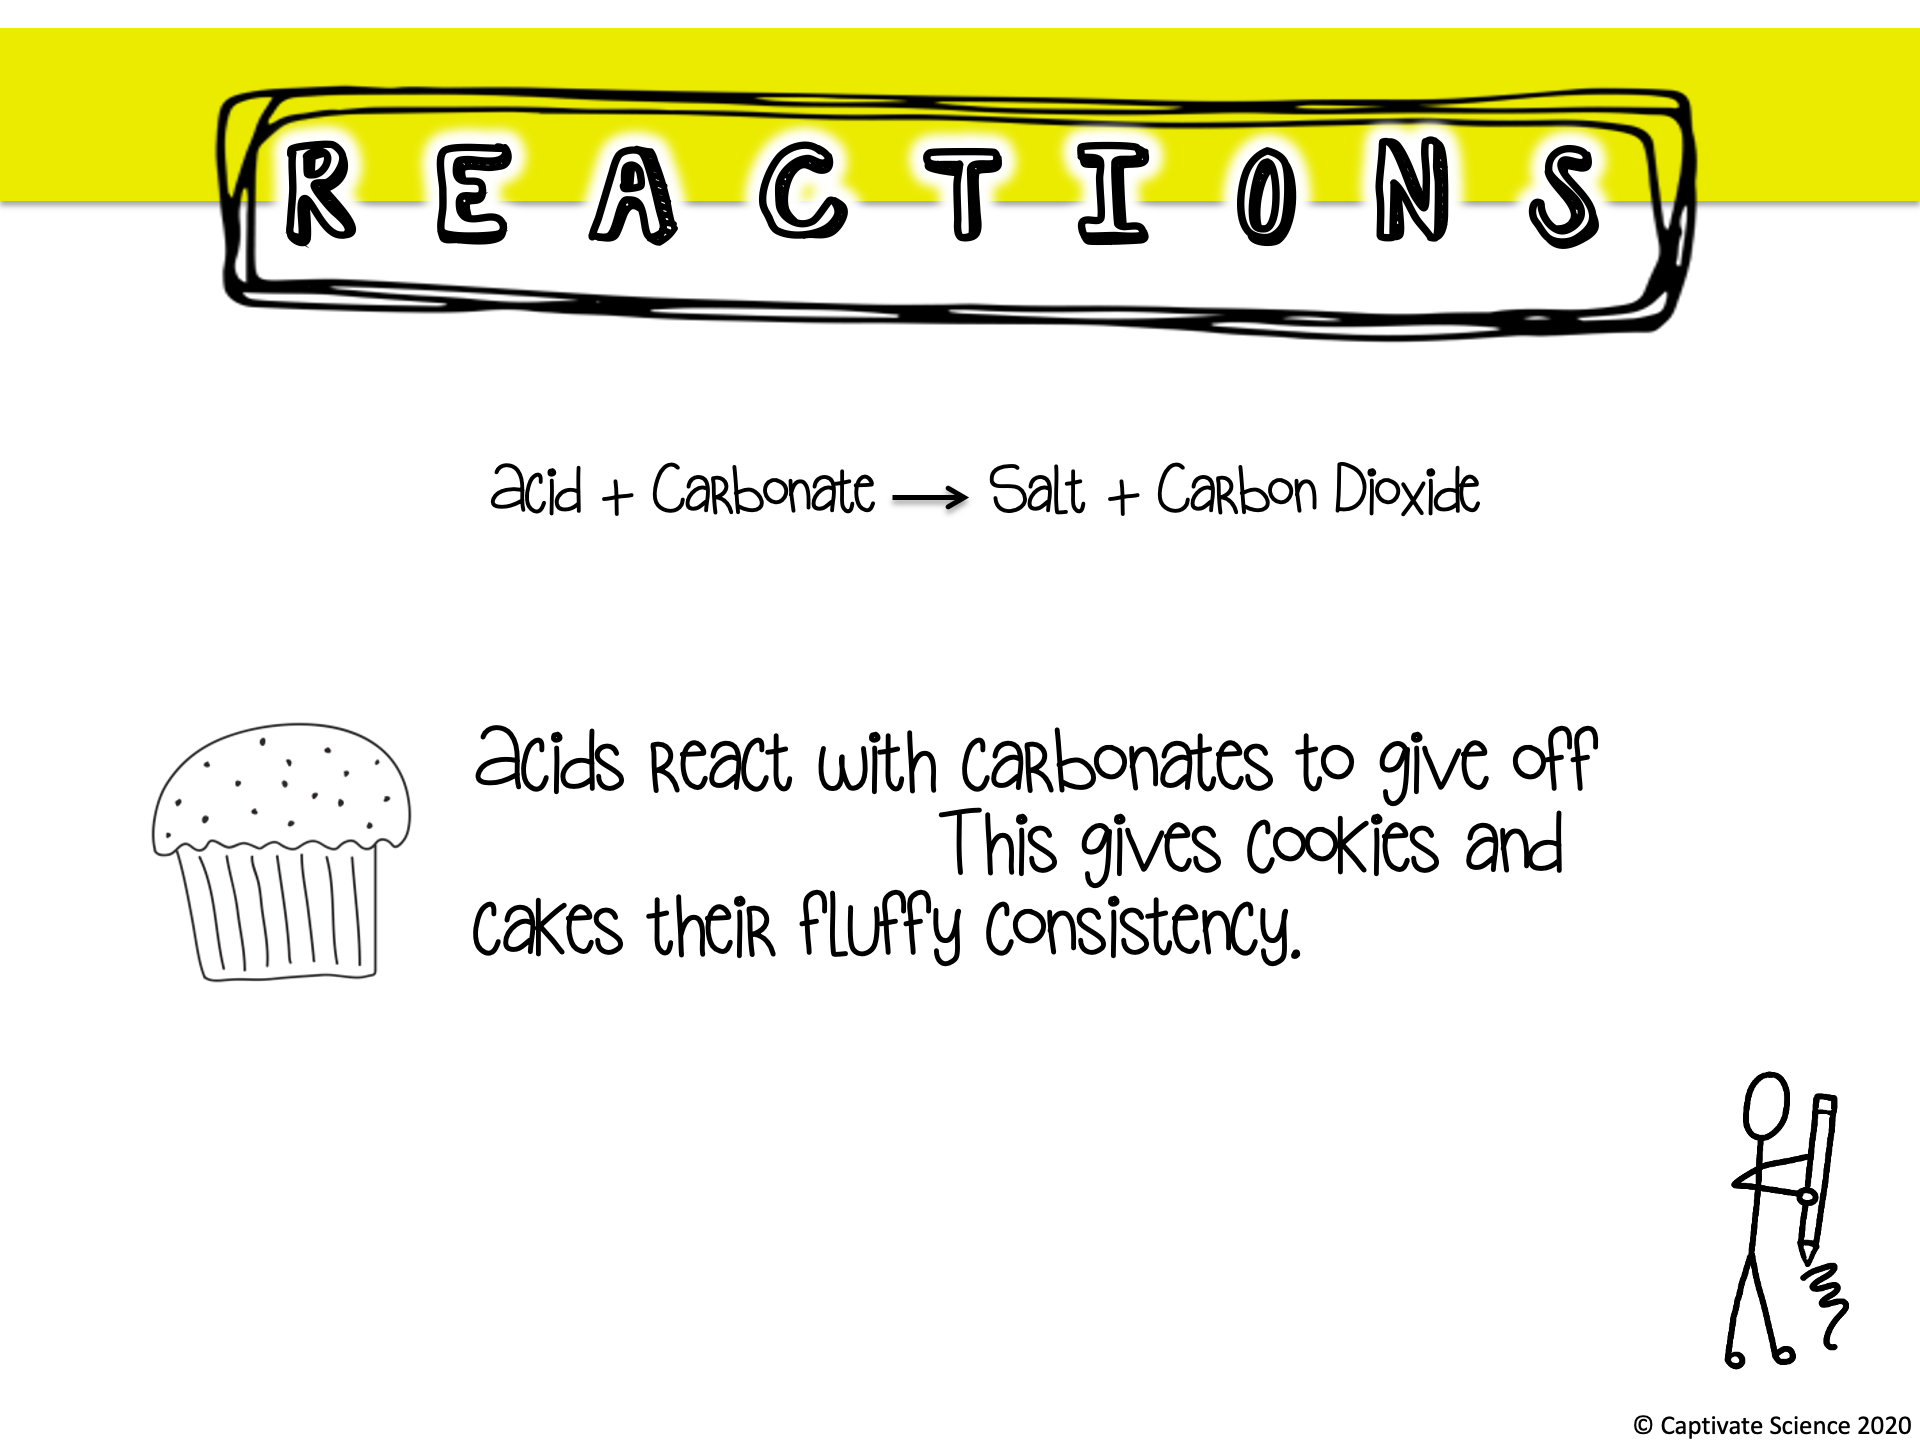 REACTIONS
acid + Carbonate → Salt + Carbon Dioxide
acids react with carbonates to give off
This gives cookies and
cakes their fluffy consistency.
© Captivate Science 2020